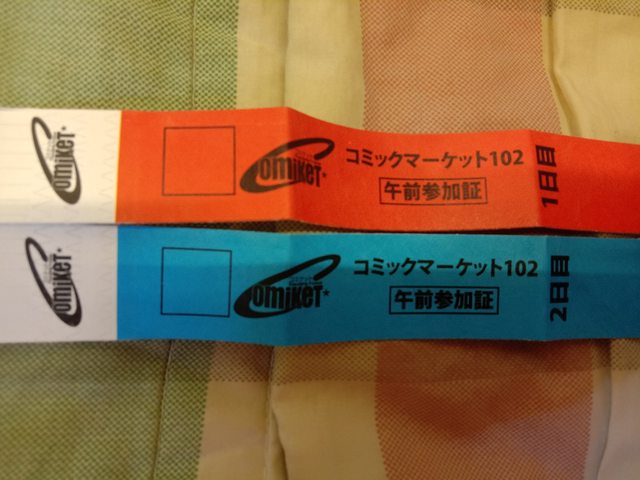 Comiket
Comiket
コミックマーケット102
午前参加証
1日目
Comiket
Comiket
コミックマーケット102
午前参加証
2日目